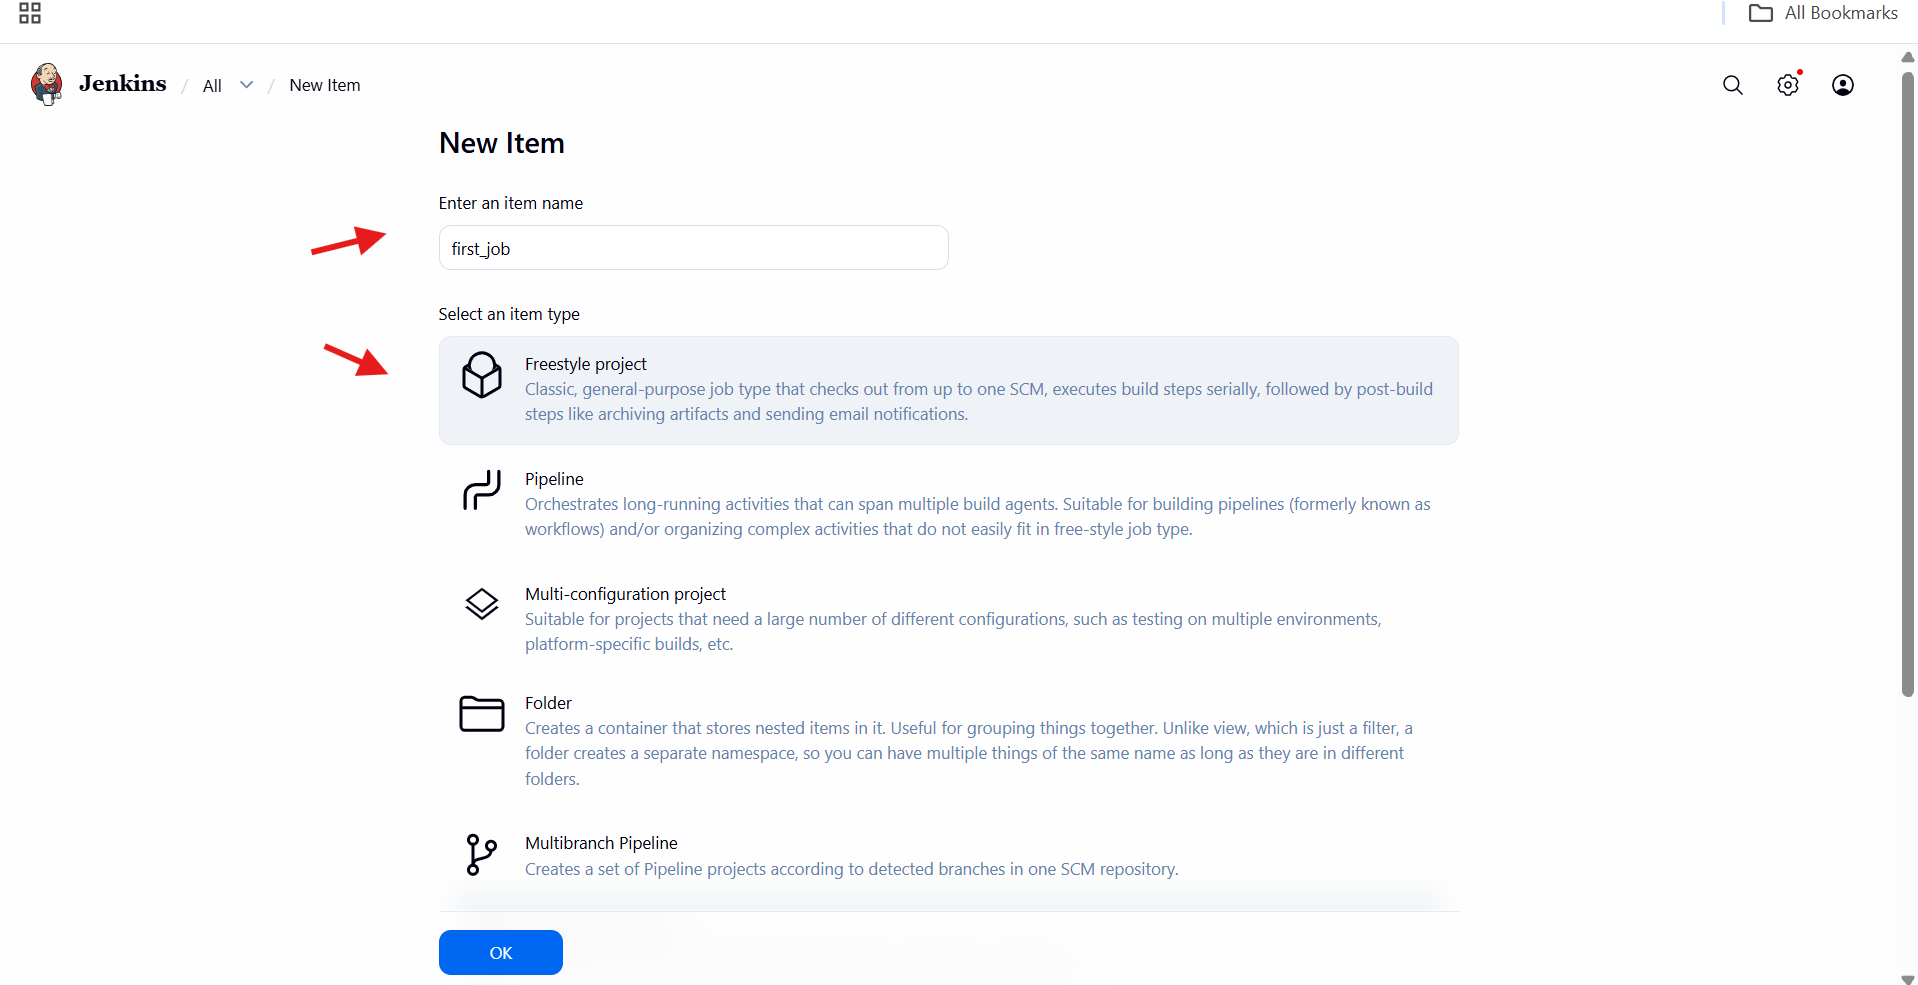 All Bookmarks
Jenkins / All / New Item
New Item
Enter an item name
first_job
Select an item type
Freestyle project
Classic, general-purpose job type that checks out from up to one SCM, executes build steps serially, followed by post-build
steps like archiving artifacts and sending email notifications.
Pipeline
Orchestrates long-running activities that can span multiple build agents. Suitable for building pipelines (formerly known as
workflows) and/or organizing complex activities that do not easily fit in free-style job type.
Multi-configuration project
Suitable for projects that need a large number of different configurations, such as testing on multiple environments,
platform-specific builds, etc.
Folder
Creates a container that stores nested items in it. Useful for grouping things together. Unlike view, which is just a filter, a
folder creates a separate namespace, so you can have multiple things of the same name as long as they are in different
folders.
Multibranch Pipeline
Creates a set of Pipeline projects according to detected branches in one SCM repository.
OK